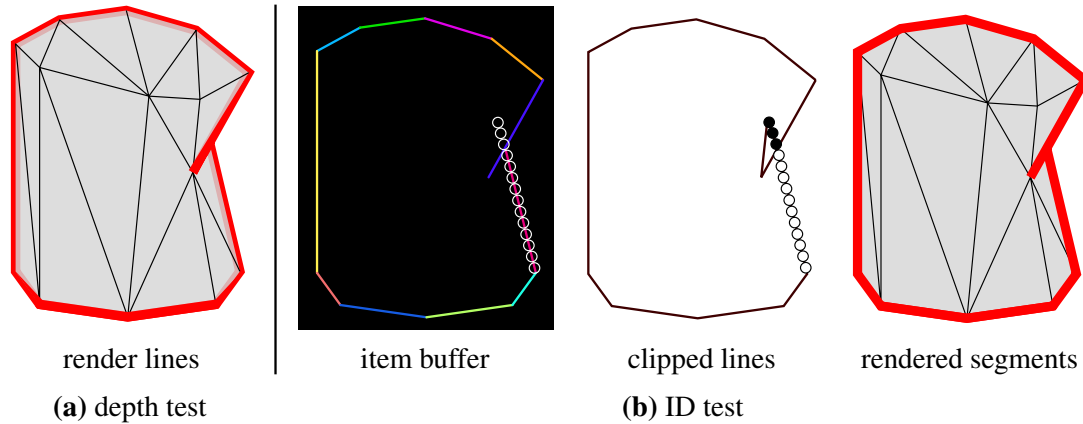 render lines
item buffer
clipped lines
rendered segments
(a) depth test
(b) ID test